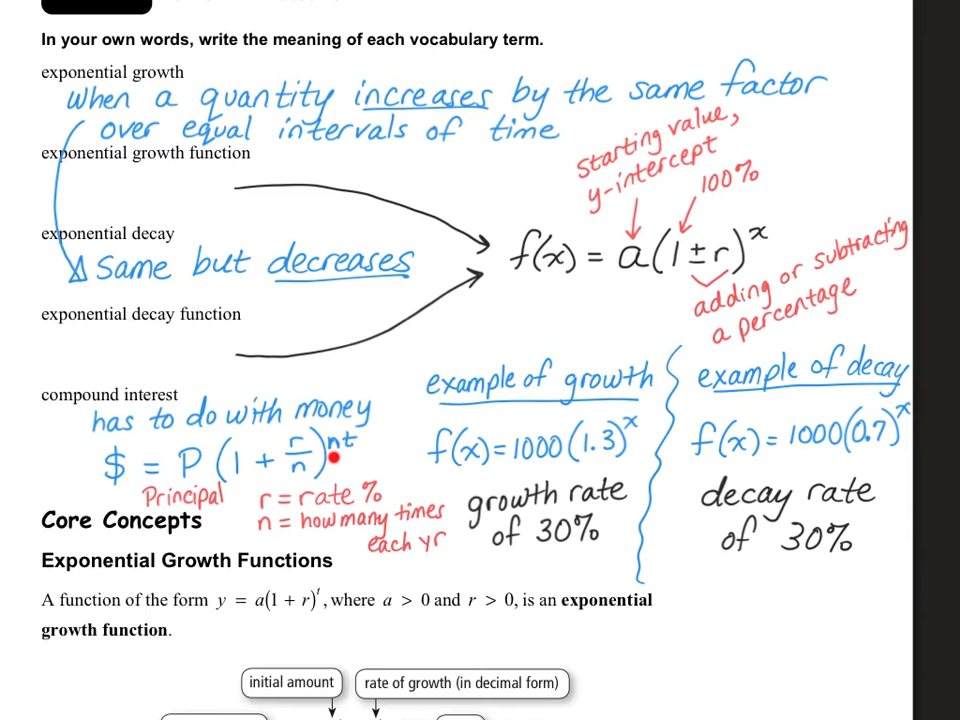 In your own words, write the meaning of each vocabulary term.
exponential growth
when a quantity increases by the same factor
over equal intervals of time
exponential growth function
starting value,
y-intercept
100%
exponential decay
f(x) = a(1 ± r)^x
Same but decreases
adding or subtracting
a percentage
exponential decay function
compound interest
has to do with money
$ = P(1 + r/n)^nt
Principal
r = rate %
n = how many times
each yr
example of growth
f(x) = 1000(1.3)^x
growth rate
of 30%
example of decay
f(x) = 1000(0.7)^x
decay rate
of 30%
Core Concepts
Exponential Growth Functions
A function of the form y = a(1 + r)^t, where a > 0 and r > 0, is an exponential
growth function.
initial amount
rate of growth (in decimal form)